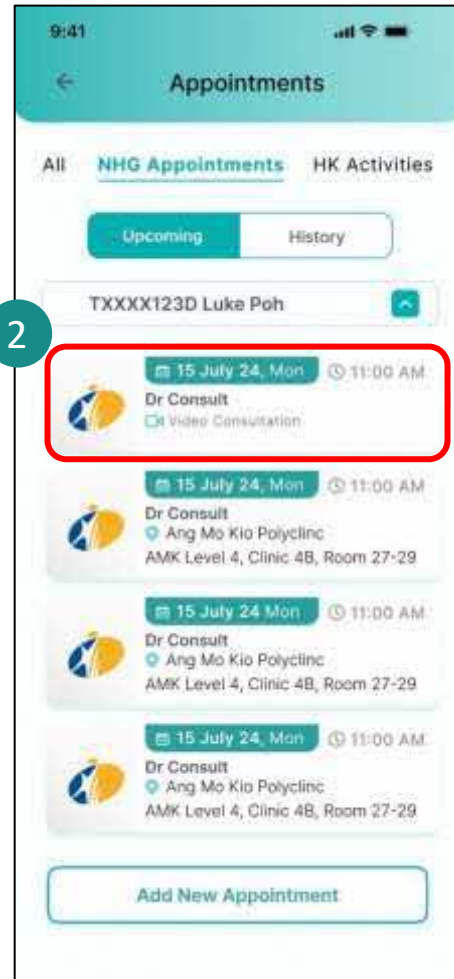 9:41
Appointments
All NHG Appointments HK Activities
Upcoming History
TXXXX123D Luke Poh
2
15 July 24, Mon 11:00 AM
Dr Consult
Video Consultation
15 July 24, Mon 11:00 AM
Dr Consult
Ang Mo Kio Polyclinc
AMK Level 4, Clinic 4B, Room 27-29
15 July 24 Mon 11:00 AM
Dr Consult
Ang Mo Kio Polyclinc
AMK Level 4, Clinic 4B, Room 27-29
15 July 24, Mon 11:00 AM
Dr Consult
Ang Mo Kio Polyclinc
AMK Level 4, Clinic 4B, Room 27-29
Add New Appointment